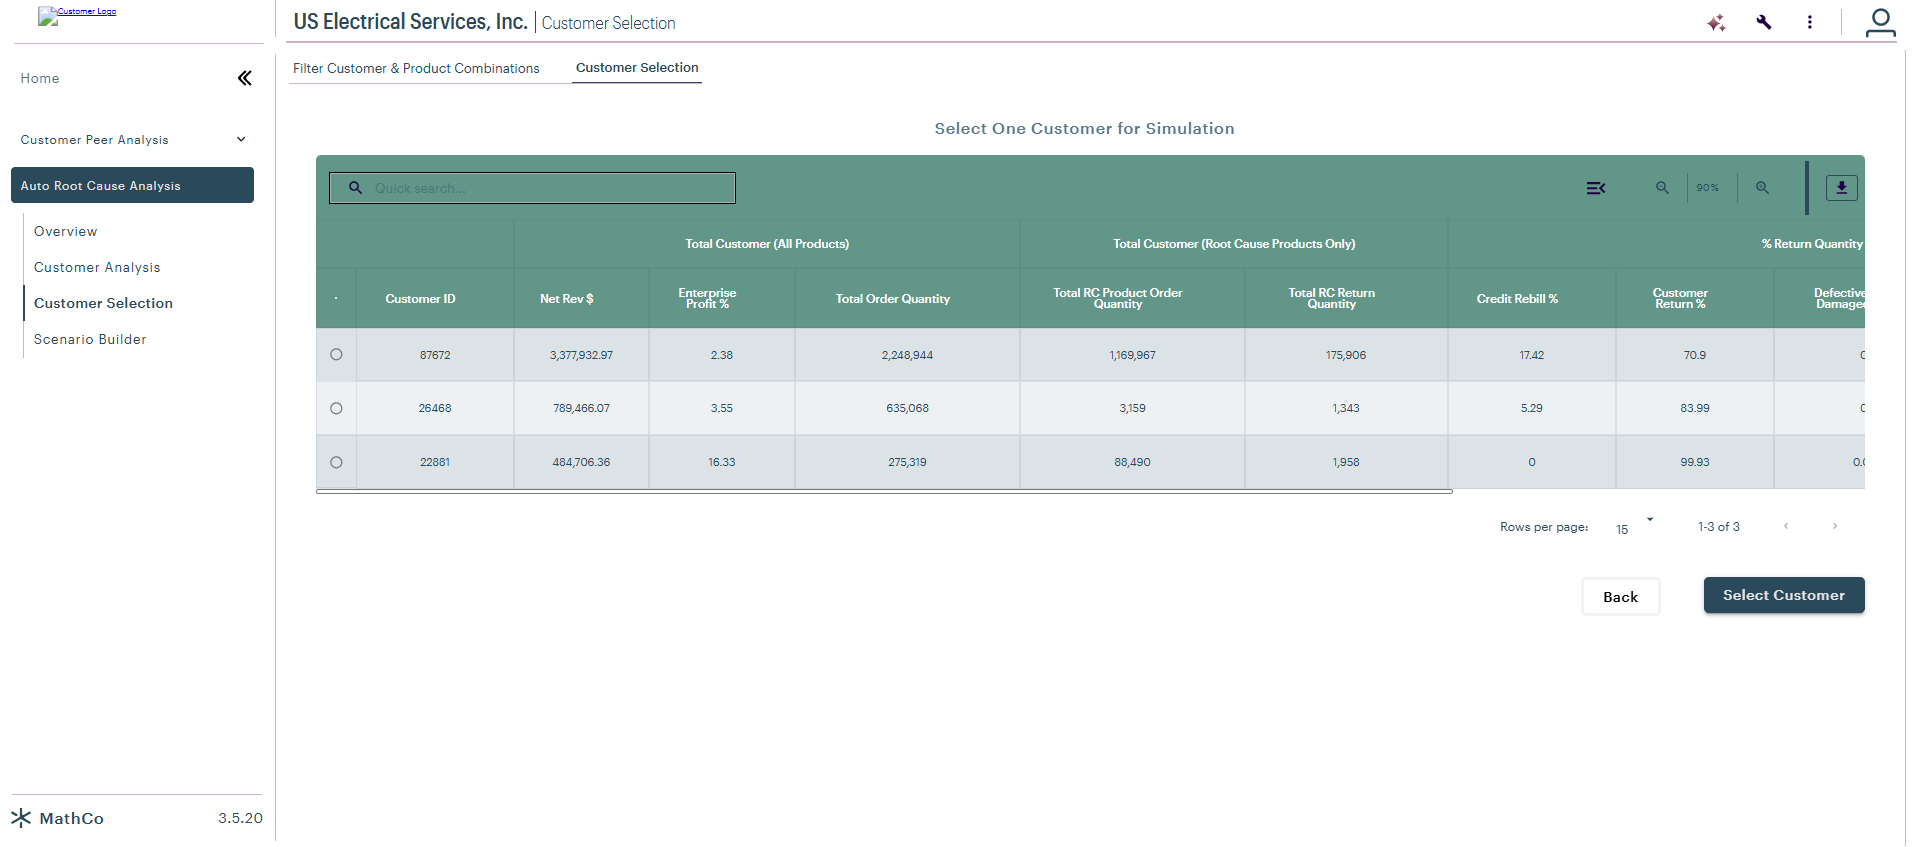 Customer Logo
US Electrical Services, Inc. Customer Selection
Home
Filter Customer & Product Combinations
Customer Selection
Customer Peer Analysis
Auto Root Cause Analysis
Overview
Customer Analysis
Customer Selection
Scenario Builder
Select One Customer for Simulation
Quick search...
90%
Total Customer (All Products)
Total Customer (Root Cause Products Only)
% Return Quantity
Customer ID
Net Rev $
Enterprise
Profit %
Total Order Quantity
Total RC Product Order
Quantity
Total RC Return
Quantity
Credit Rebill %
Customer
Return %
Defective
Damaged
87672 3,377,932.97 2.38 2,248,944 1,169,967 175,906 17.42 70.9
26468 789,466.07 3.55 635,068 3,159 1,343 5.29 83.99
22881 484,706.36 16.33 275,319 88,490 1,958 0 99.93
Rows per page: 15 1-3 of 3
Back
Select Customer
MathCo 3.5.20